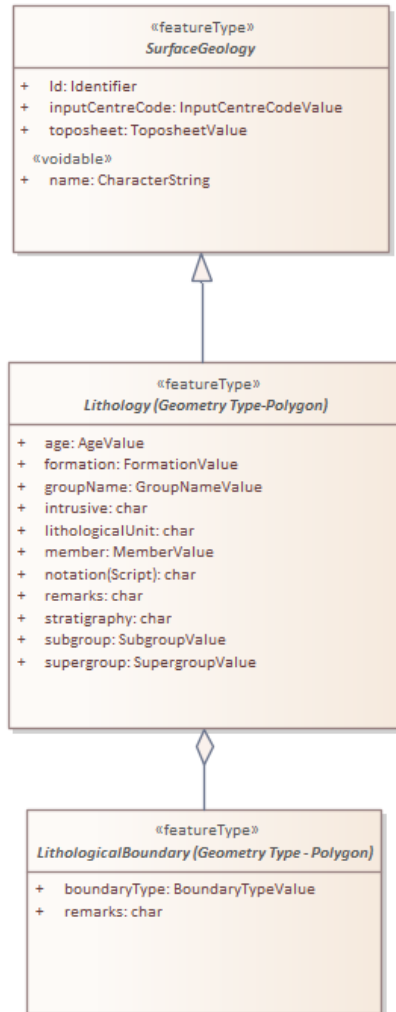 «featureType»
SurfaceGeology
+ Id: Identifier
+ inputCentreCode: InputCentreCodeValue
+ toposheet: ToposheetValue
«voidable»
+ name: CharacterString
«featureType»
Lithology (Geometry Type-Polygon)
+ age: AgeValue
+ formation: FormationValue
+ groupName: GroupNameValue
+ intrusive: char
+ lithologicalUnit: char
+ member: MemberValue
+ notation(Script): char
+ remarks: char
+ stratigraphy: char
+ subgroup: SubgroupValue
+ supergroup: SupergroupValue
«featureType»
LithologicalBoundary (Geometry Type - Polygon)
+ boundaryType: BoundaryTypeValue
+ remarks: char